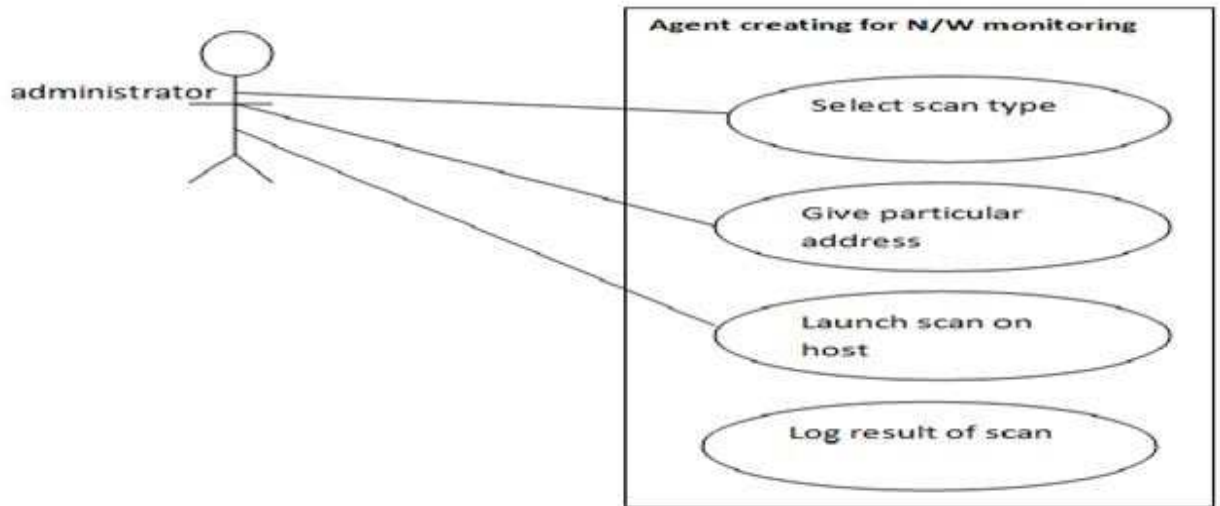 Agent creating for N/W monitoring
administrator
Select scan type
Give particular
address
Launch scan on
host
Log result of scan